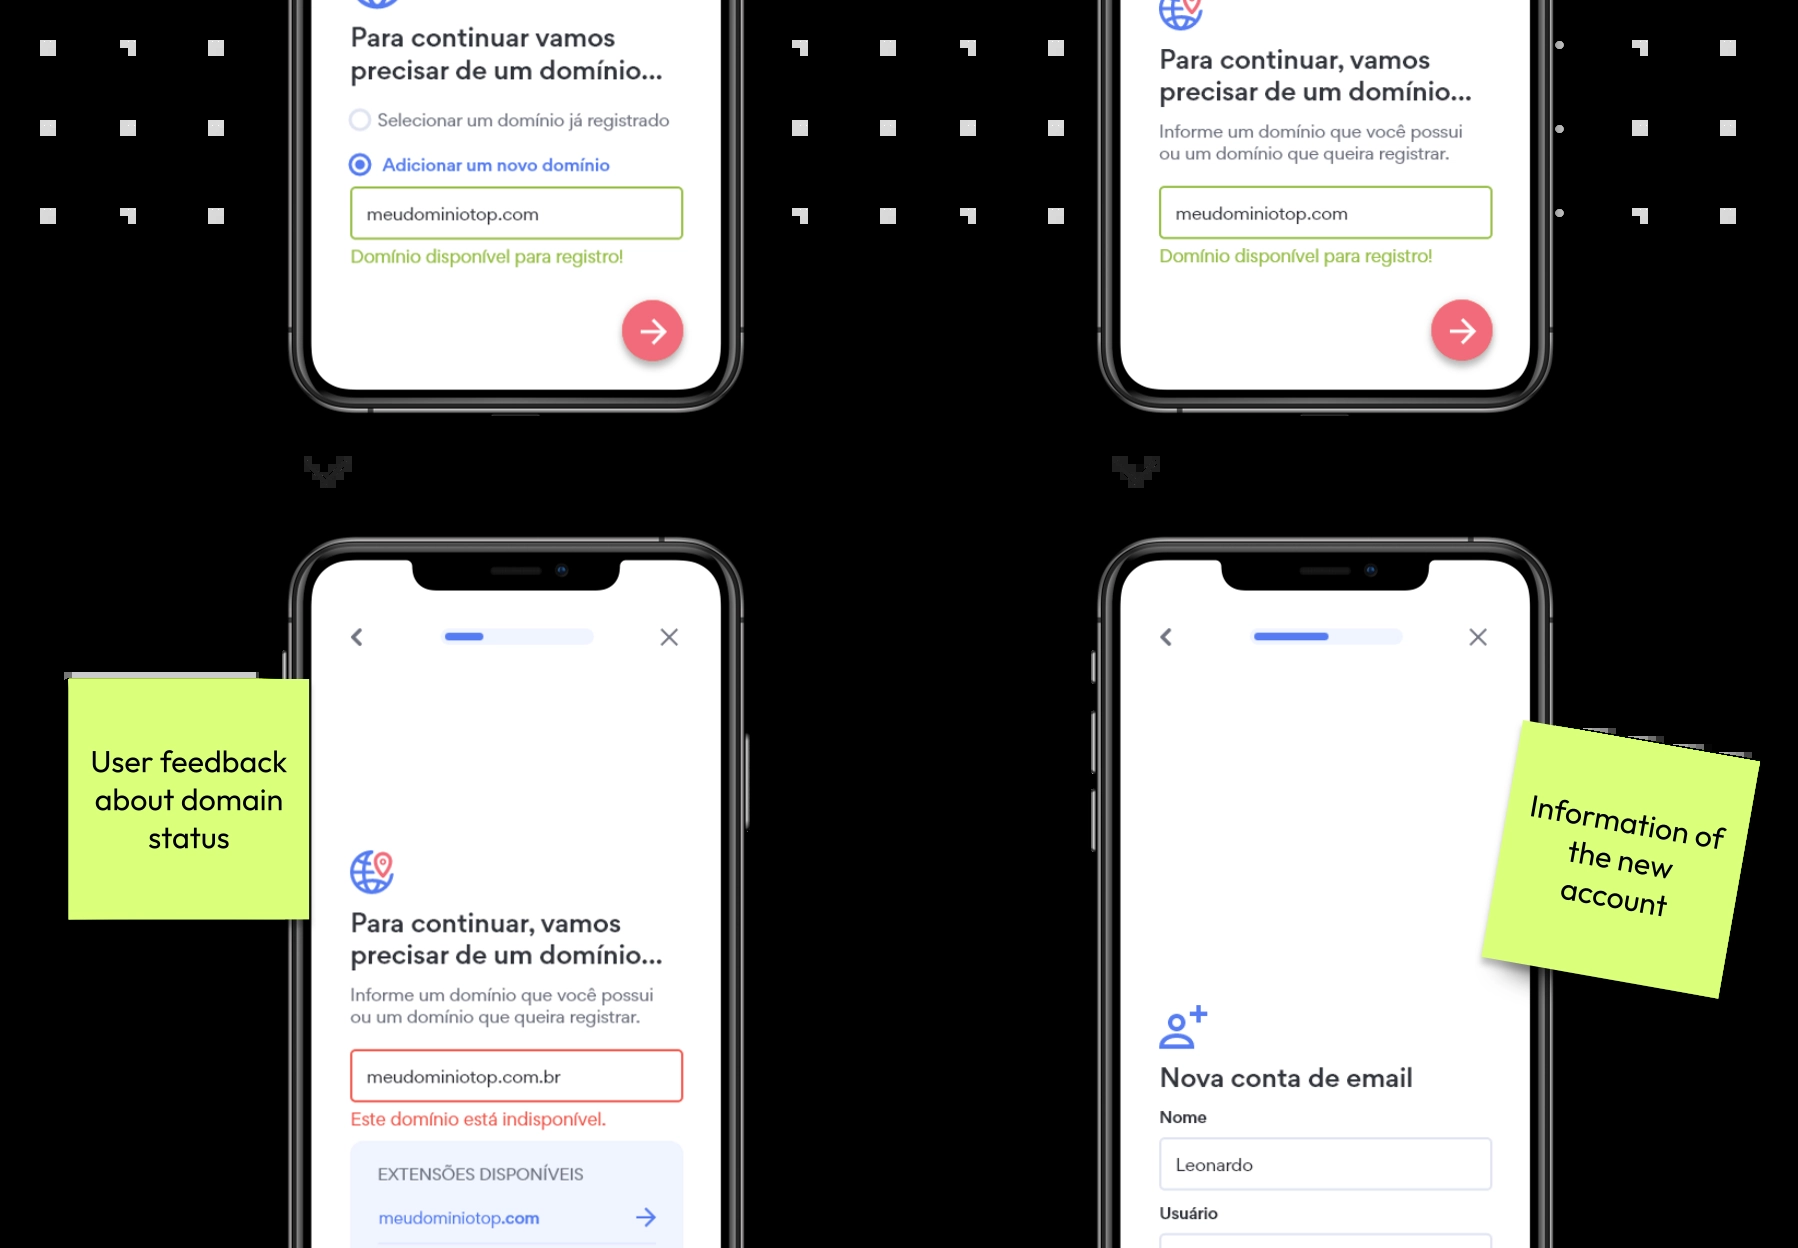 Para continuar vamos
precisar de um domínio...
Selecionar um domínio já registrado
Adicionar um novo domínio
meudominiotop.com
Domínio disponível para registro!
Para continuar, vamos
precisar de um domínio...
Informe um domínio que você possui
ou um domínio que queira registrar.
meudominiotop.com
Domínio disponível para registro!
User feedback
about domain
status
Para continuar, vamos
precisar de um domínio...
Informe um domínio que você possui
ou um domínio que queira registrar.
meudominiotop.com.br
Este domínio está indisponível.
EXTENSÕES DISPONÍVEIS
meudominiotop.com
Information of
the new
account
Nova conta de email
Nome
Leonardo
Usuário